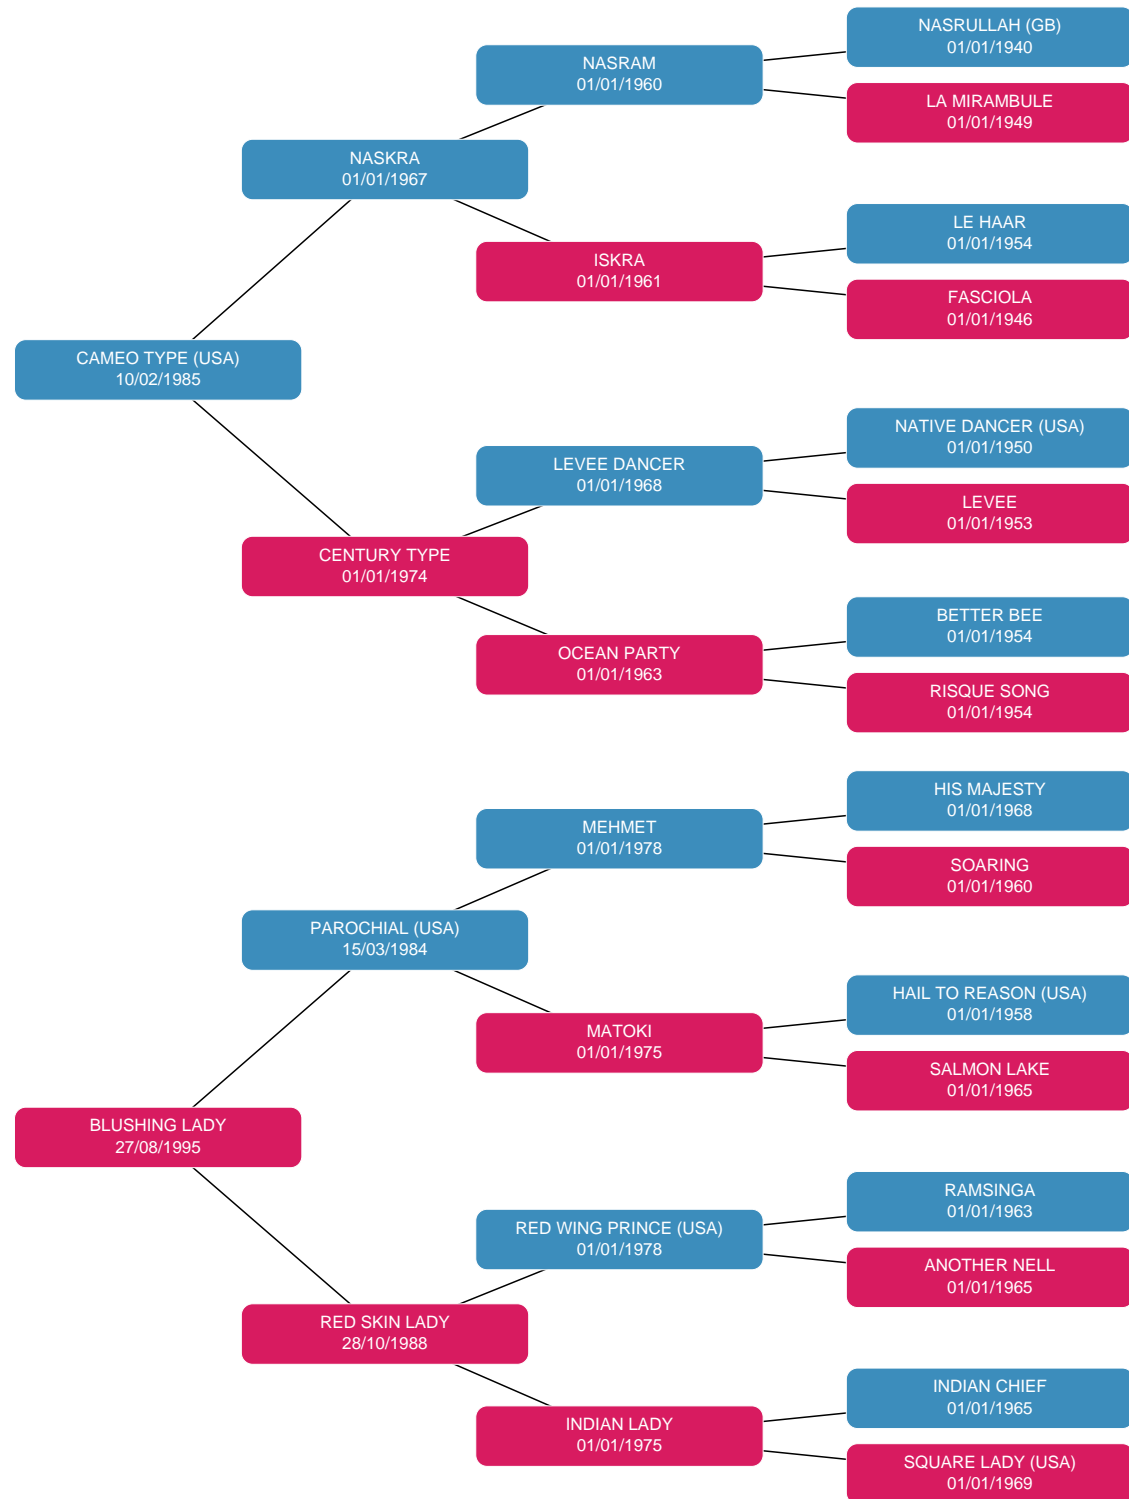 NASRULLAH (GB)
01/01/1940
NASRAM
01/01/1960
LA MIRAMBULE
01/01/1949
NASKRA
01/01/1967
LE HAAR
01/01/1954
ISKRA
01/01/1961
FASCIOLA
01/01/1946
CAMEO TYPE (USA)
10/02/1985
NATIVE DANCER (USA)
01/01/1950
LEVEE DANCER
01/01/1968
LEVEE
01/01/1953
CENTURY TYPE
01/01/1974
BETTER BEE
01/01/1954
OCEAN PARTY
01/01/1963
RISQUE SONG
01/01/1954
HIS MAJESTY
01/01/1968
MEHMET
01/01/1978
SOARING
01/01/1960
PAROCHIAL (USA)
15/03/1984
HAIL TO REASON (USA)
01/01/1958
MATOKI
01/01/1975
SALMON LAKE
01/01/1965
BLUSHING LADY
27/08/1995
RAMSINGA
01/01/1963
RED WING PRINCE (USA)
01/01/1978
ANOTHER NELL
01/01/1965
RED SKIN LADY
28/10/1988
INDIAN CHIEF
01/01/1965
INDIAN LADY
01/01/1975
SQUARE LADY (USA)
01/01/1969